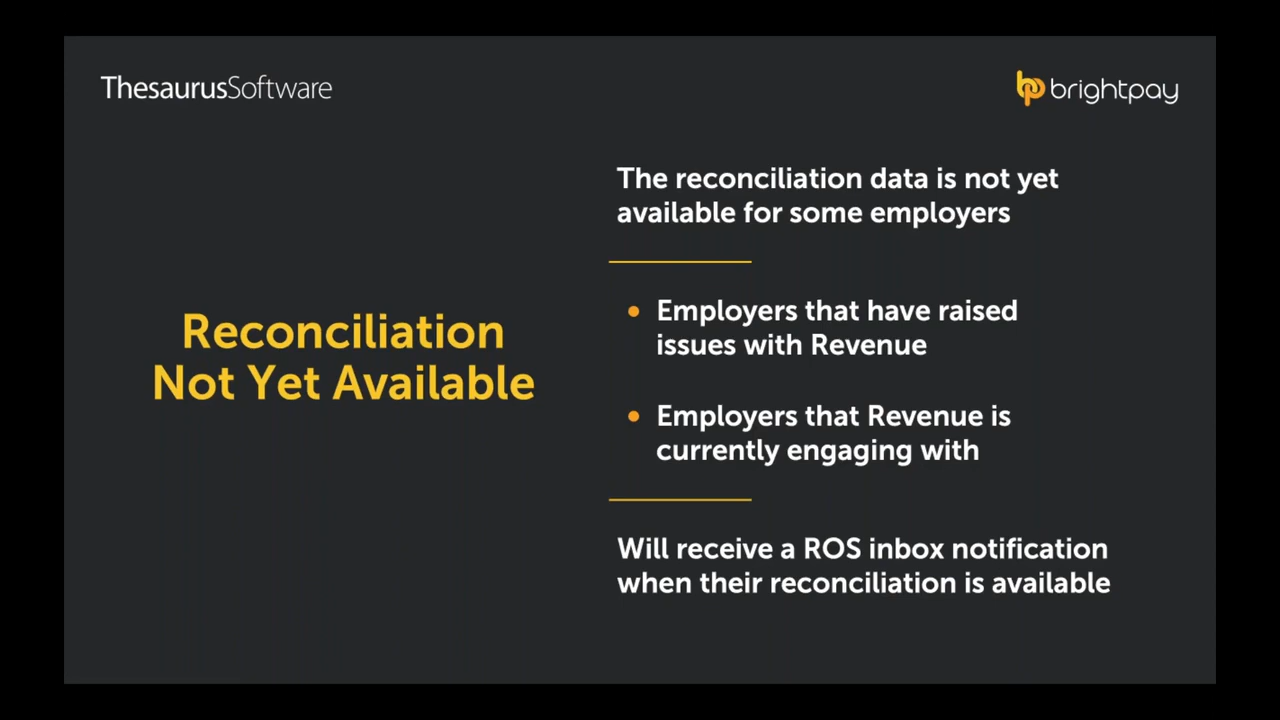 ThesaurusSoftware
brightpay
Reconciliation
Not Yet Available
The reconciliation data is not yet
available for some employers
• Employers that have raised
issues with Revenue
• Employers that Revenue is
currently engaging with
Will receive a ROS inbox notification
when their reconciliation is available